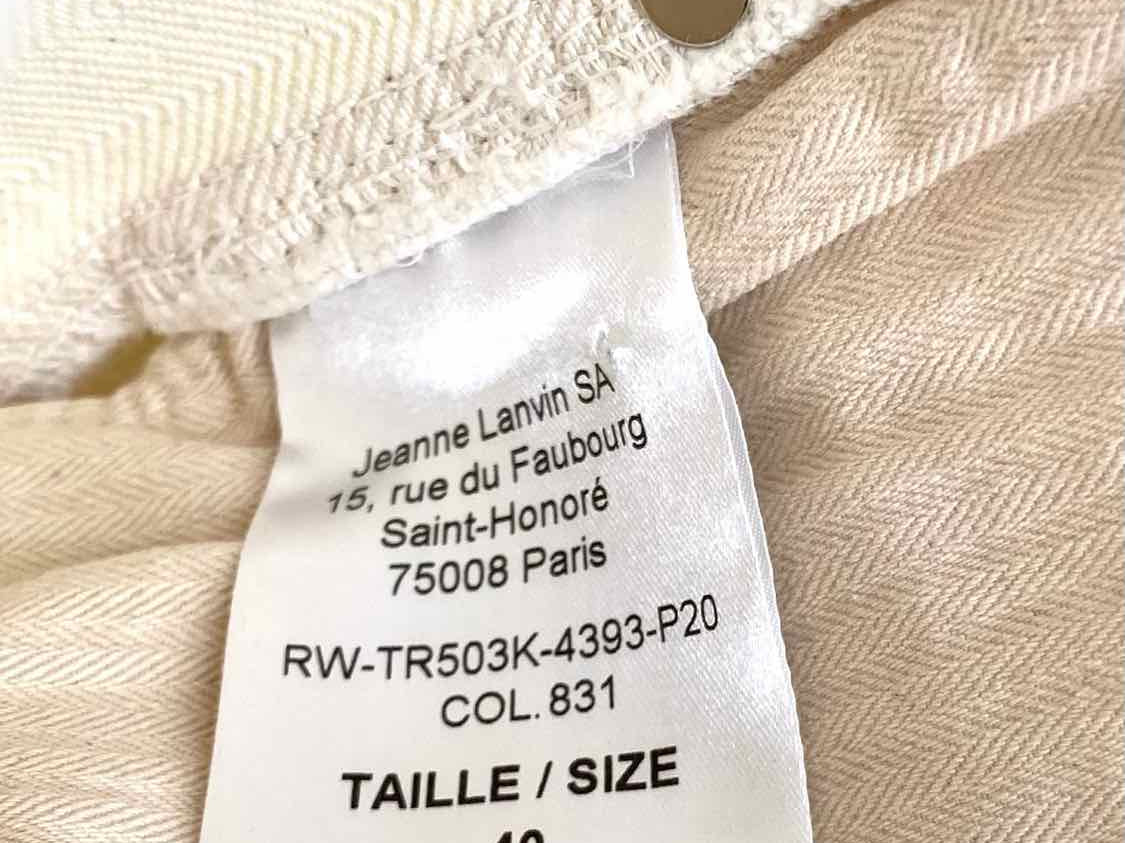 Jeanne Lanvin SA
15, rue du Faubourg
Saint-Honoré
75008 Paris
RW-TR503K-4393-P20
COL. 831
TAILLE / SIZE